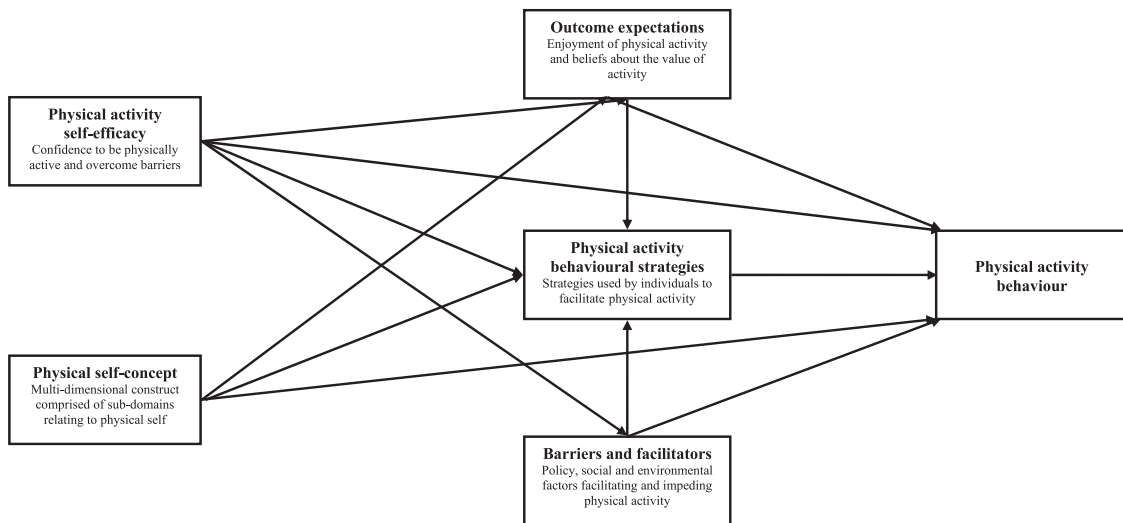 Outcome expectations
Enjoyment of physical activity
and beliefs about the value of
activity
Physical activity
self-efficacy
Confidence to be physically
active and overcome barriers
Physical activity
behavioural strategies
Strategies used by individuals to
facilitate physical activity
Physical activity
behaviour
Physical self-concept
Multi-dimensional construct
comprised of sub-domains
relating to physical self
Barriers and facilitators
Policy, social and environmental
factors facilitating and impeding
physical activity